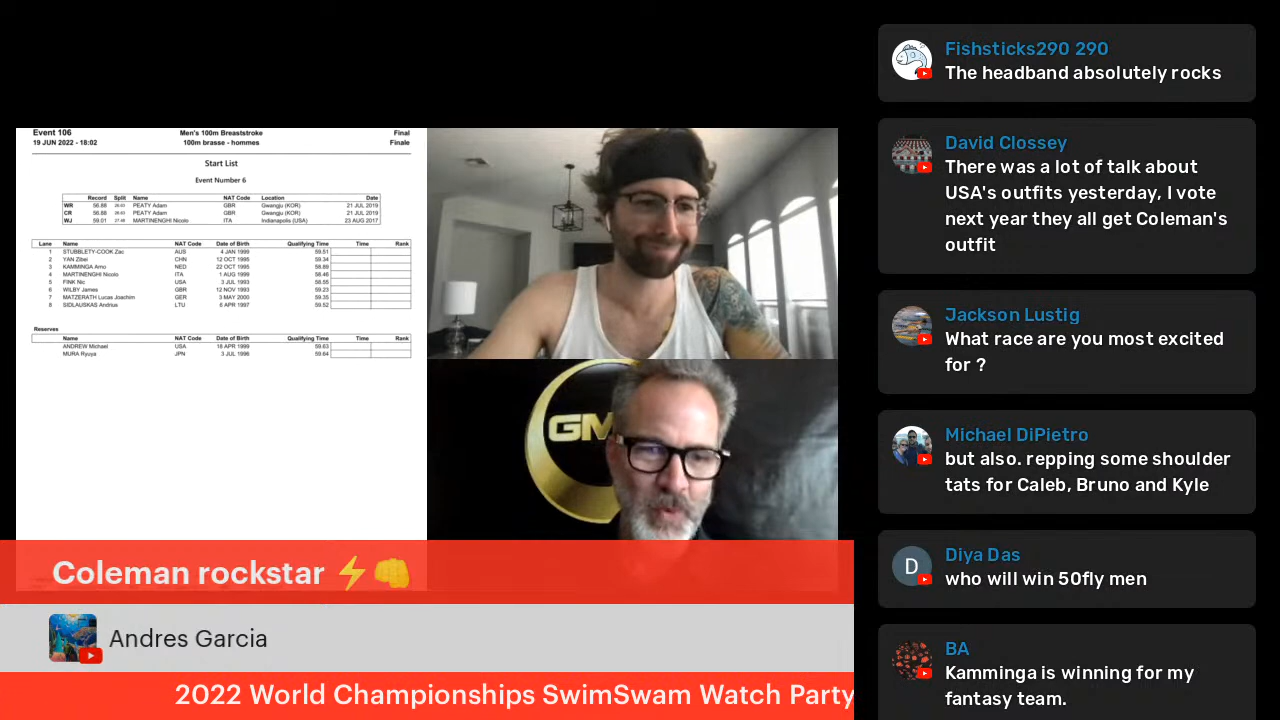 Event 106 Men's 100m Breaststroke Final
19 JUN 2022 - 18:02 100m brasse - hommes Finale
Start List
Event Number 6
Record Split Name NAT Code Location Date
WR 56.88 26.63 PEATY Adam GBR Gwangju (KOR) 21 JUL 2019
CR 56.88 26.63 PEATY Adam GBR Gwangju (KOR) 21 JUL 2019
WJ 59.01 27.48 MARTINENGHI Nicolo ITA Indianapolis (USA) 23 AUG 2017
Lane Name NAT Code Date of Birth Qualifying Time Time Rank
1 STUBBLETY-COOK Zac AUS 4 JAN 1999 59.51
2 YAN Zibei CHN 12 OCT 1995 59.34
3 KAMMINGA Arno NED 22 OCT 1995 58.89
4 MARTINENGHI Nicolo ITA 1 AUG 1999 58.46
5 FINK Nic USA 3 JUL 1993 58.55
6 WILBY James GBR 12 NOV 1993 59.23
7 MATZERATH Lucas Joachim GER 3 MAY 2000 59.35
8 SIDLAUSKAS Andrius LTU 6 APR 1997 59.52
Reserves
Name NAT Code Date of Birth Qualifying Time Time Rank
ANDREW Michael USA 18 APR 1999 59.63
MURA Ryuya JPN 3 JUL 1996 59.64
GM
Coleman rockstar ⚡👊
Andres Garcia
2022 World Championships SwimSwam Watch Party
Fishsticks290 290
The headband absolutely rocks
David Clossey
There was a lot of talk about
USA's outfits yesterday, I vote
next year they all get Coleman's
outfit
Jackson Lustig
What race are you most excited
for ?
Michael DiPietro
but also. repping some shoulder
tats for Caleb, Bruno and Kyle
D
Diya Das
who will win 50fly men
BA
Kamminga is winning for my
fantasy team.